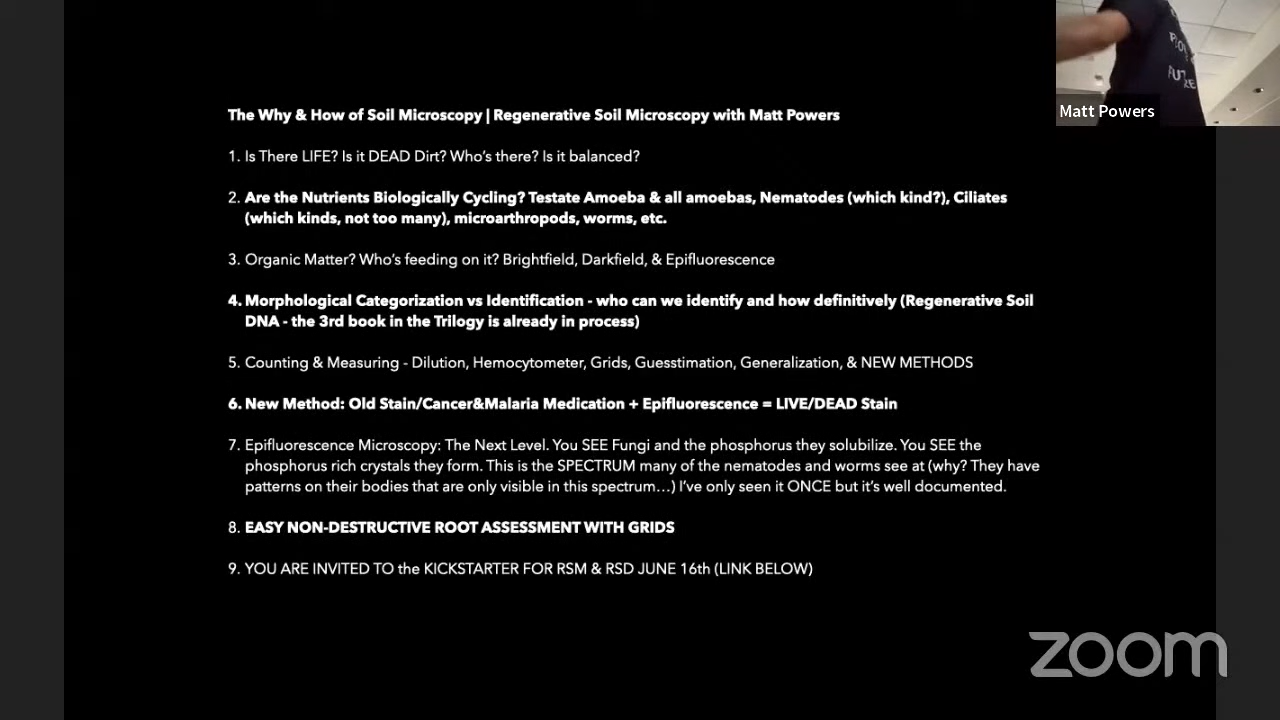 The Why & How of Soil Microscopy | Regenerative Soil Microscopy with Matt Powers
1. Is There LIFE? Is it DEAD Dirt? Who's there? Is it balanced?
2. Are the Nutrients Biologically Cycling? Testate Amoeba & all amoebas, Nematodes (which kind?), Ciliates
(which kinds, not too many), microarthropods, worms, etc.
3. Organic Matter? Who's feeding on it? Brightfield, Darkfield, & Epifluorescence
4. Morphological Categorization vs Identification - who can we identify and how definitively (Regenerative Soil
DNA - the 3rd book in the Trilogy is already in process)
5. Counting & Measuring - Dilution, Hemocytometer, Grids, Guesstimation, Generalization, & NEW METHODS
6. New Method: Old Stain/Cancer&Malaria Medication + Epifluorescence = LIVE/DEAD Stain
7. Epifluorescence Microscopy: The Next Level. You SEE Fungi and the phosphorus they solubilize. You SEE the
phosphorus rich crystals they form. This is the SPECTRUM many of the nematodes and worms see at (why? They have
patterns on their bodies that are only visible in this spectrum...) I've only seen it ONCE but it's well documented.
8. EASY NON-DESTRUCTIVE ROOT ASSESSMENT WITH GRIDS
9. YOU ARE INVITED TO the KICKSTARTER FOR RSM & RSD JUNE 16th (LINK BELOW)
Matt Powers
zoom